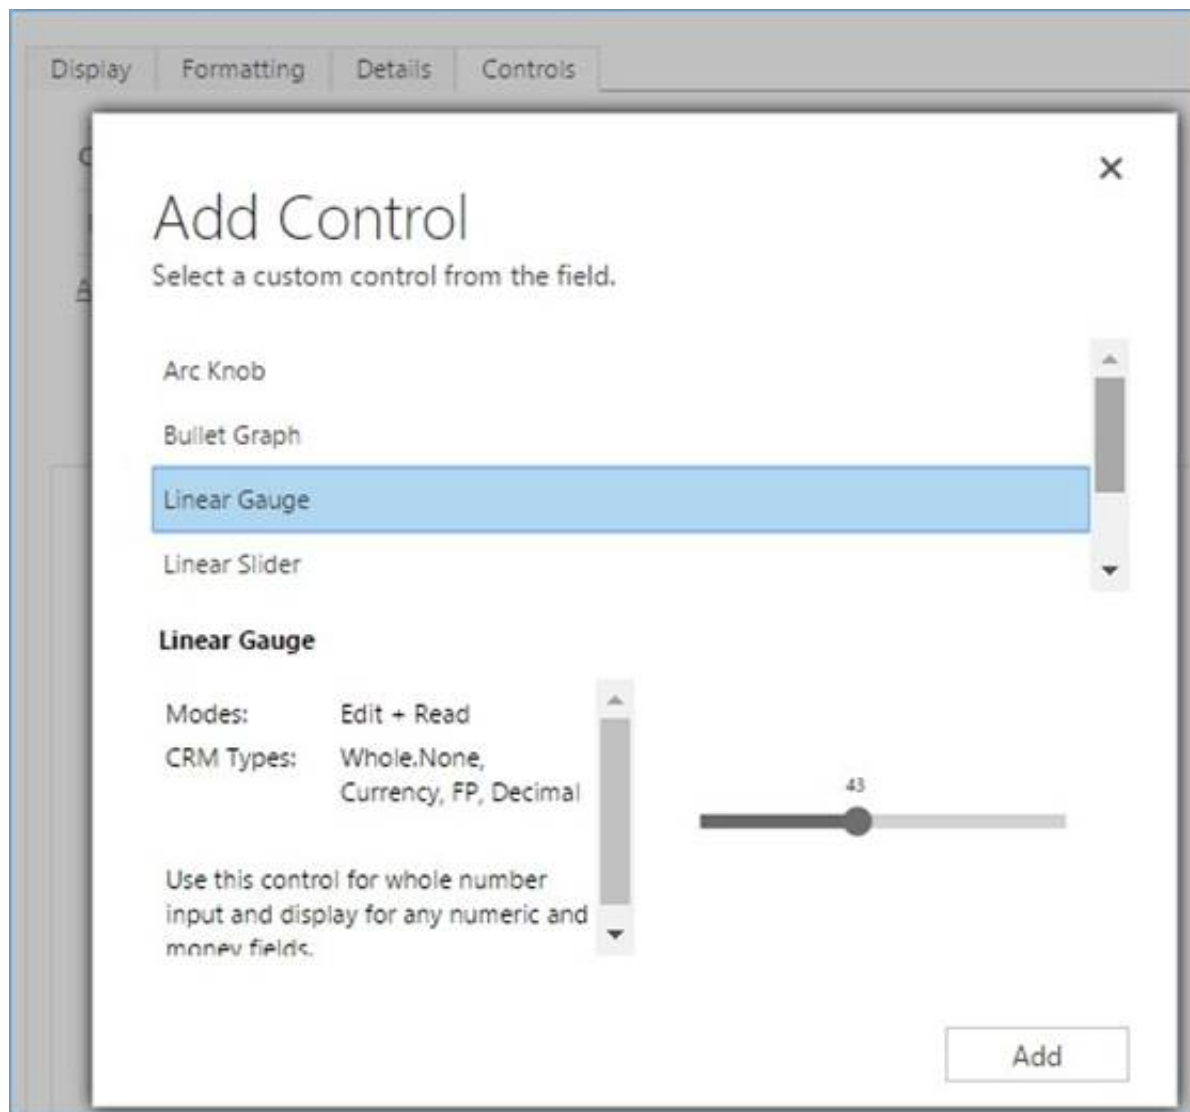 Display Formatting Details Controls
Add Control
Select a custom control from the field.
Arc Knob
Bullet Graph
Linear Gauge
Linear Slider
Linear Gauge
Modes: Edit + Read
CRM Types: Whole.None,
Currency, FP, Decimal
43
Use this control for whole number
input and display for any numeric and
money fields.
Add